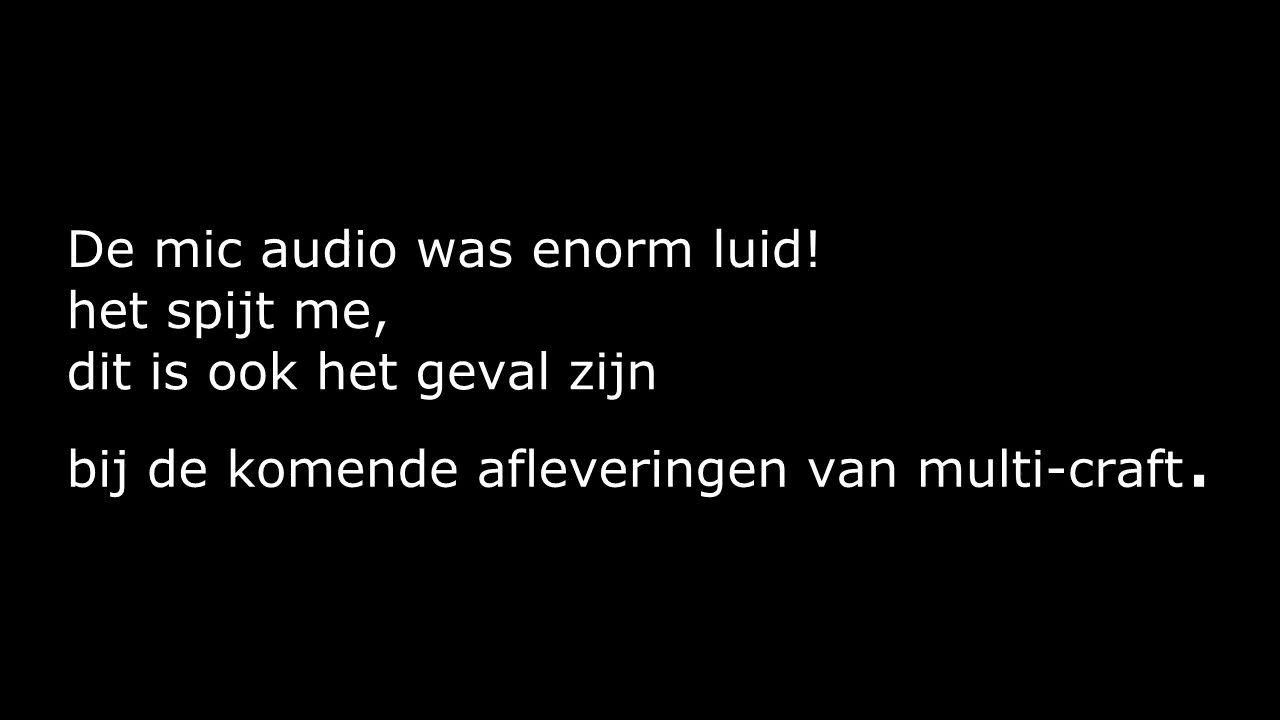 De mic audio was enorm luid!
het spijt me,
dit is ook het geval zijn
bij de komende afleveringen van multi-craft.